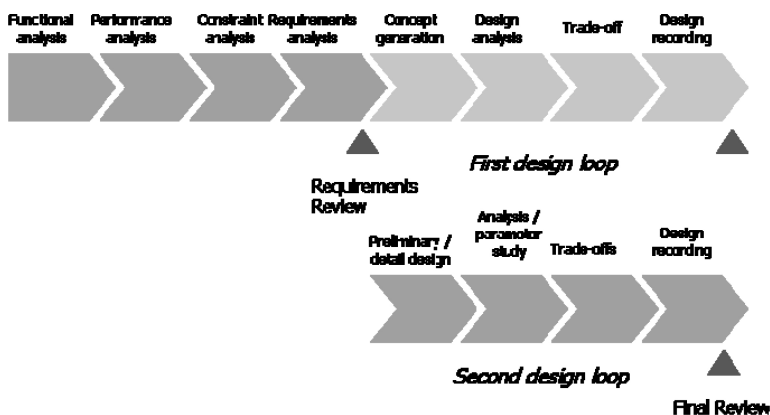 Functional
analysis
Performance
analysis
Constraint
analysis
Requirements
analysis
Concept
generation
Design
analysis
Trade-off
Design
recording
First design loop
Requirements
Review
Preliminary /
detail design
Analysis /
paramotor
study
Trade-offs
Design
recording
Second design loop
Final Review